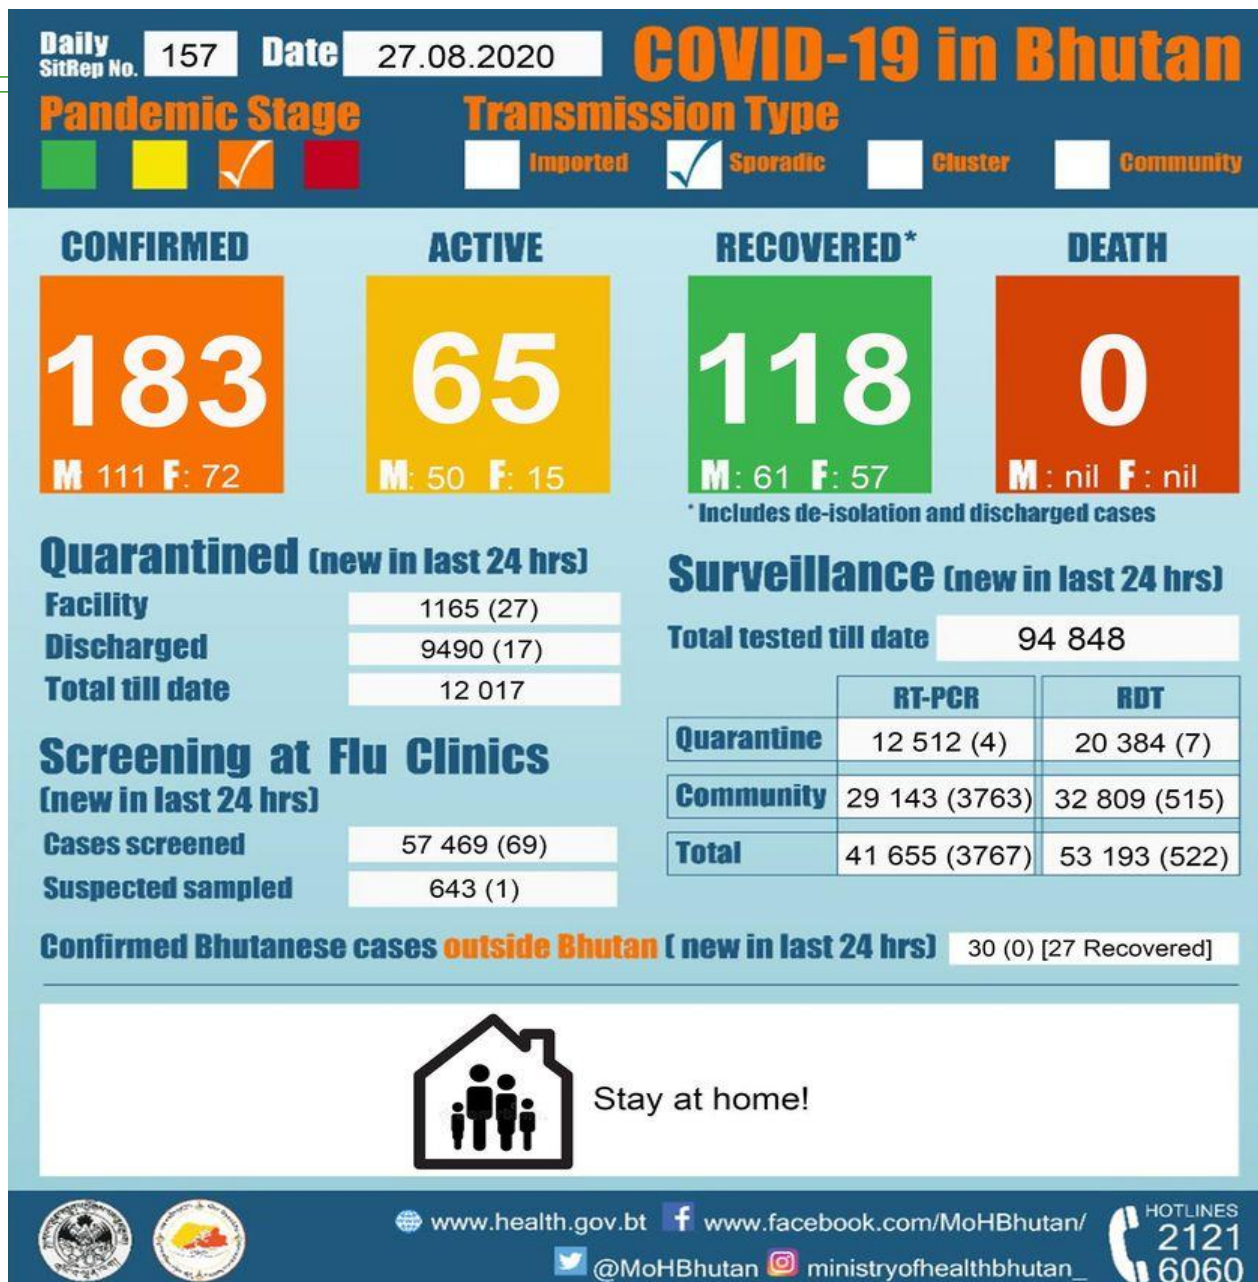 Daily SitRep No. 157 Date 27.08.2020 COVID-19 in Bhutan
Pandemic Stage Transmission Type
Imported Sporadic Cluster Community
CONFIRMED ACTIVE RECOVERED* DEATH
183 65 118 0
M: 111 F: 72 M: 50 F: 15 M: 61 F: 57 M: nil F: nil
* Includes de-isolation and discharged cases
Quarantined (new in last 24 hrs)
Facility 1165 (27)
Discharged 9490 (17)
Total till date 12 017
Screening at Flu Clinics
(new in last 24 hrs)
Cases screened 57 469 (69)
Suspected sampled 643 (1)
Surveillance (new in last 24 hrs)
Total tested till date 94 848
RT-PCR RDT
Quarantine 12 512 (4) 20 384 (7)
Community 29 143 (3763) 32 809 (515)
Total 41 655 (3767) 53 193 (522)
Confirmed Bhutanese cases outside Bhutan ( new in last 24 hrs) 30 (0) [27 Recovered]
Stay at home!
www.health.gov.bt www.facebook.com/MoHBhutan/
@MoHBhutan ministryofhealthbhutan_
HOTLINES
2121
6060